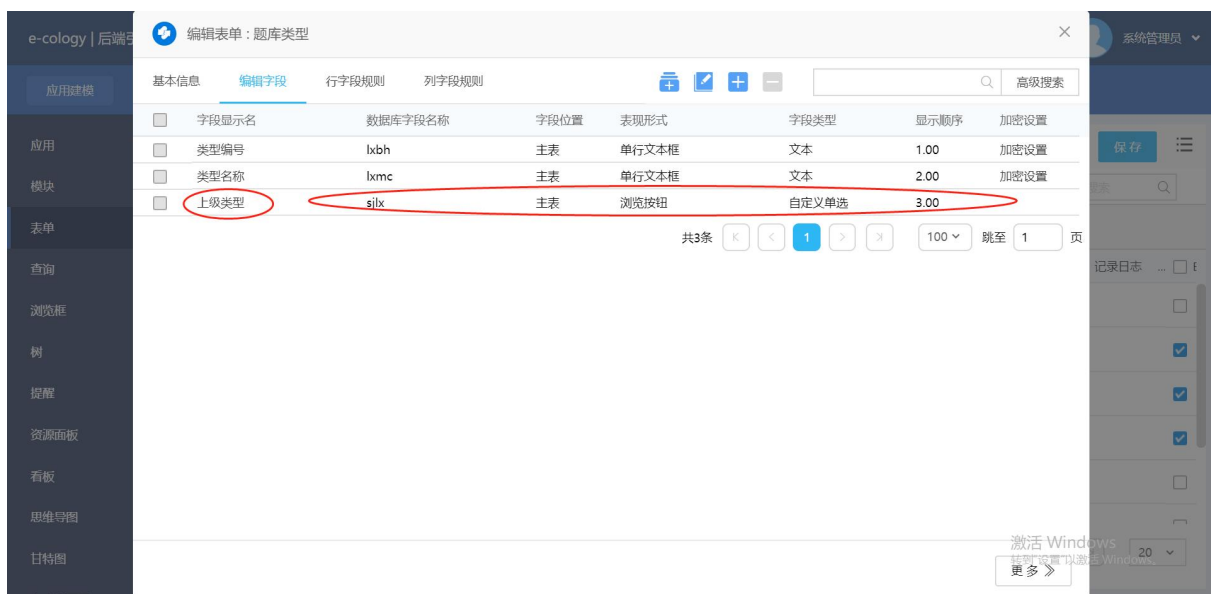 e-cology | 后端引
编辑表单 : 题库类型
系统管理员
应用建模
基本信息 编辑字段 行字段规则 列字段规则 高级搜索
字段显示名 数据库字段名称 字段位置 表现形式 字段类型 显示顺序 加密设置
应用 类型编号 lxbh 主表 单行文本框 文本 1.00 加密设置 保存
模块 类型名称 lxmc 主表 单行文本框 文本 2.00 加密设置
上级类型 sjlx 主表 浏览按钮 自定义单选 3.00
表单 共3条 1 100 跳至 1 页
查询 记录日志 ...
浏览框
树
提醒
资源面板
看板
思维导图
激活 Windows
甘特图 转到"设置"以激活 Windows。 20
更多